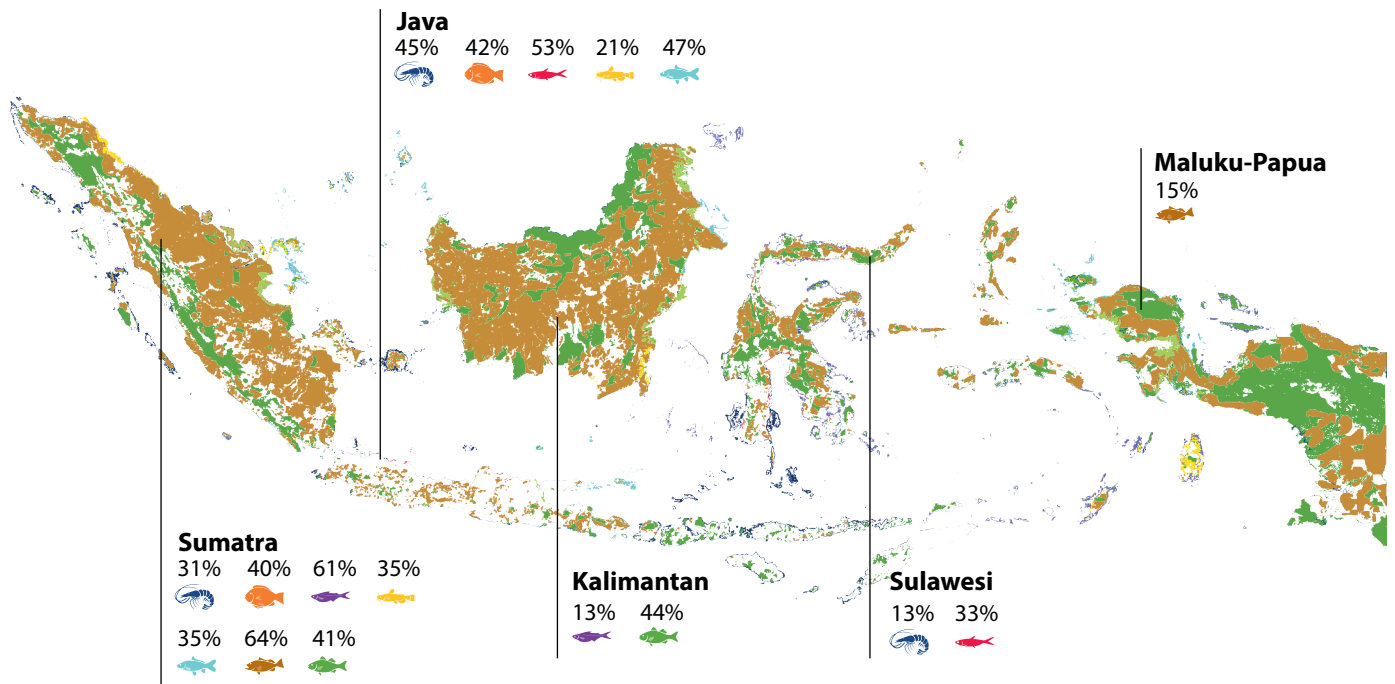 Java
45% 42% 53% 21% 47%
Maluku-Papua
15%
Sumatra
31% 40% 61% 35%
35% 64% 41%
Kalimantan
13% 44%
Sulawesi
13% 33%